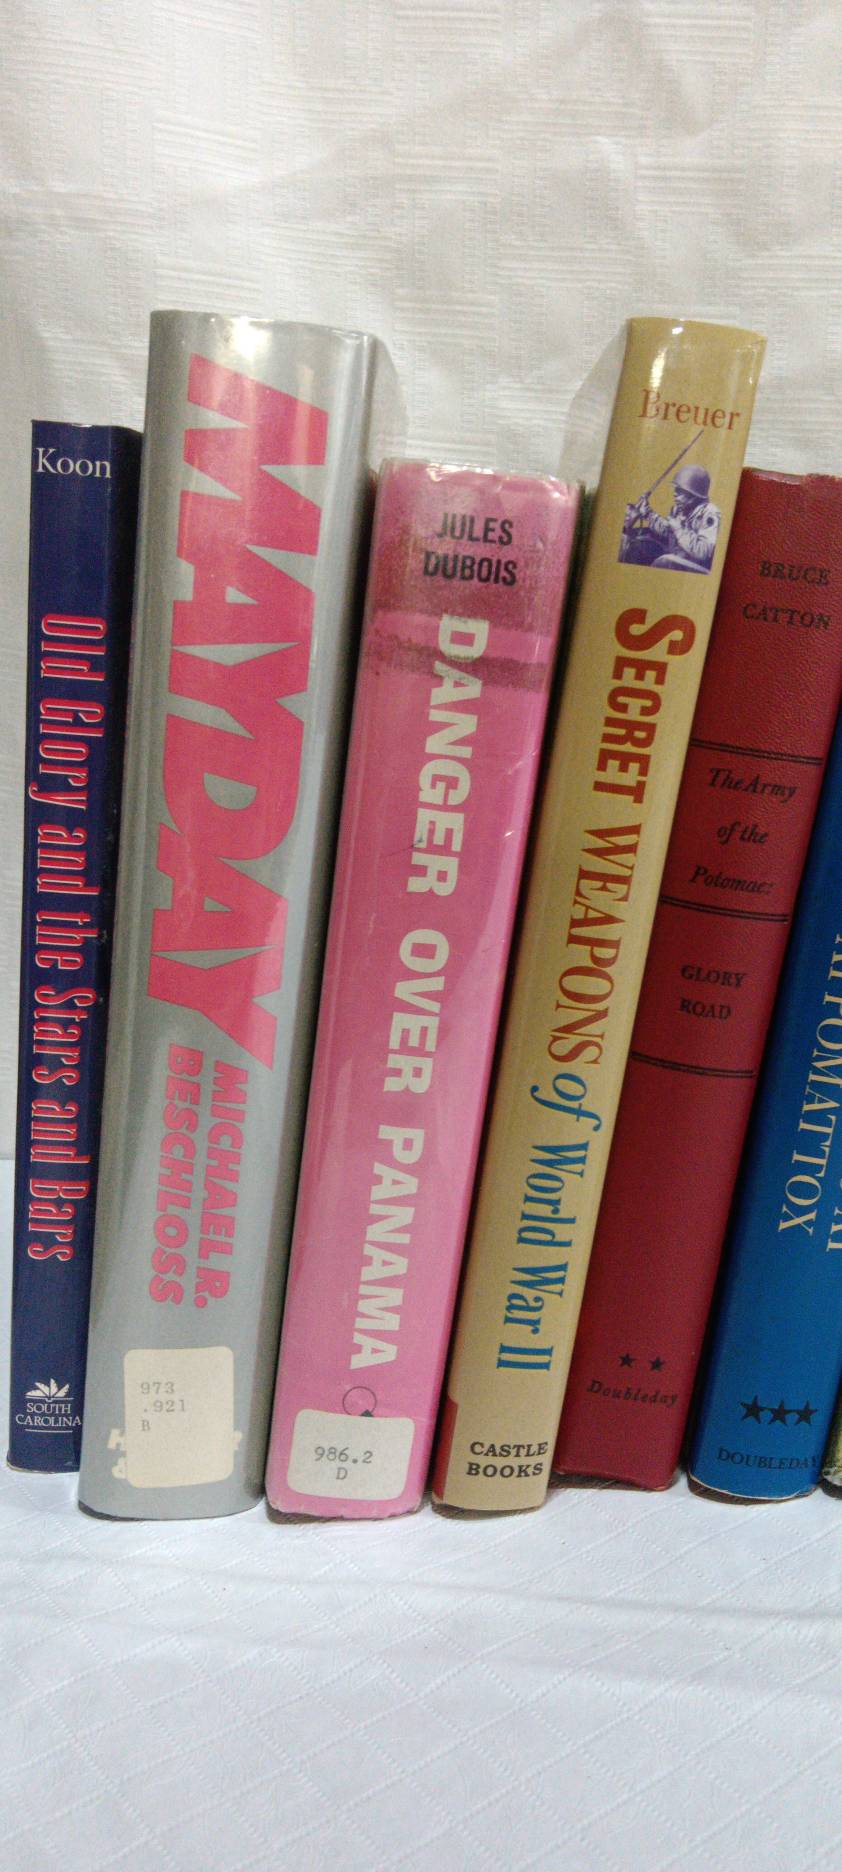 Koon
Old Glory and the Stars and Bars
SOUTH
CAROLINA
MAYDAY
MICHAEL R.
BESCHLOSS
973
.921
B
JULES
DUBOIS
DANGER OVER PANAMA
986.2
D
Breuer
SECRET WEAPONS of World War II
CASTLE
BOOKS
BRUCE
CATTON
The Army
of the
Potomac:
GLORY
ROAD
★ ★
Doubleday
APPOMATTOX
★★★
DOUBLEDAY